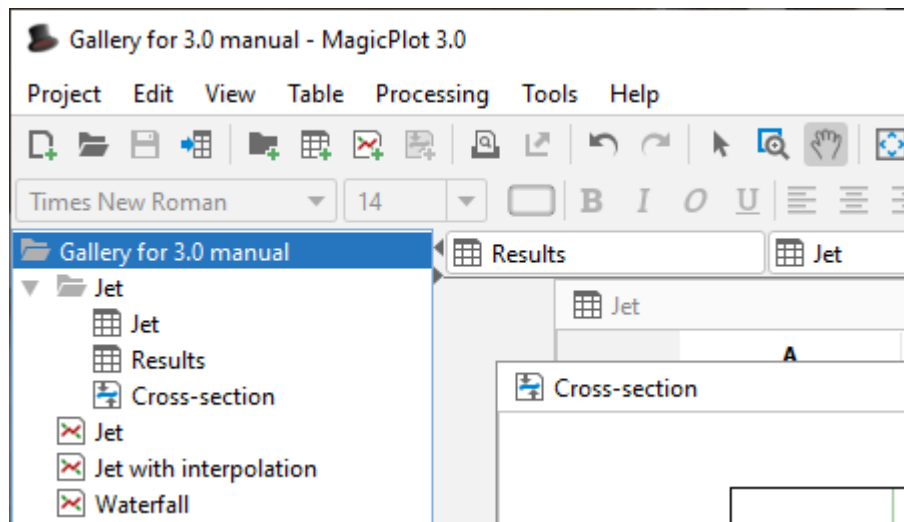 Gallery for 3.0 manual - MagicPlot 3.0
Project Edit View Table Processing Tools Help
Times New Roman 14 B I O U
Gallery for 3.0 manual
Results Jet
Jet
Jet
Jet
A
Results
Cross-section
Cross-section
Jet
Jet with interpolation
Waterfall